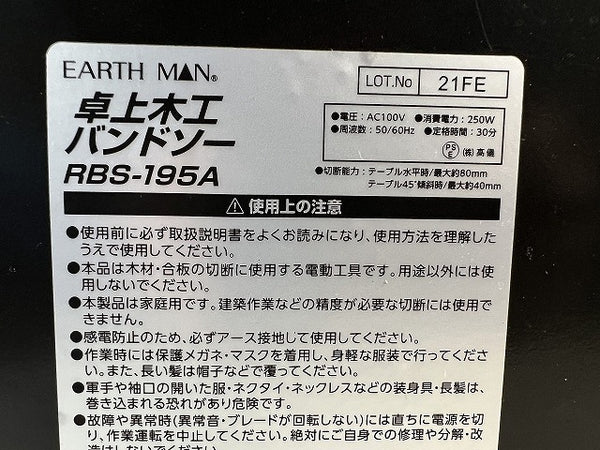 EARTH MAN®
LOT.No 21FE
卓上木工
バンドソー
RBS-195A
●電圧：AC100V ●消費電力：250W
●周波数：50/60Hz ●定格時間：30分
PSE (株)高儀
●切断能力：テーブル水平時/最大約80mm
テーブル45°傾斜時/最大約40mm
使用上の注意
●使用前に必ず取扱説明書をよくお読みになり、使用方法を理解した
うえで使用してください。
●本品は木材・合板の切断に使用する電動工具です。用途以外には使
用しないでください。
●本製品は家庭用です。建築作業などの精度が必要な切断には使用で
きません。
●感電防止のため、必ずアース接地して使用してください。
●作業時には保護メガネ・マスクを着用し、身軽な服装で行ってくださ
い。また、長い髪は帽子などで覆ってください。
●軍手や袖口の開いた服・ネクタイ・ネックレスなどの装身具・長髪は、
巻き込まれる恐れがあり危険です。
●故障や異常時(異常音・ブレードが回転しない)には直ちに電源を切
り、作業運転を中止してください。絶対にご自身での修理や分解・改
造はしないでください。